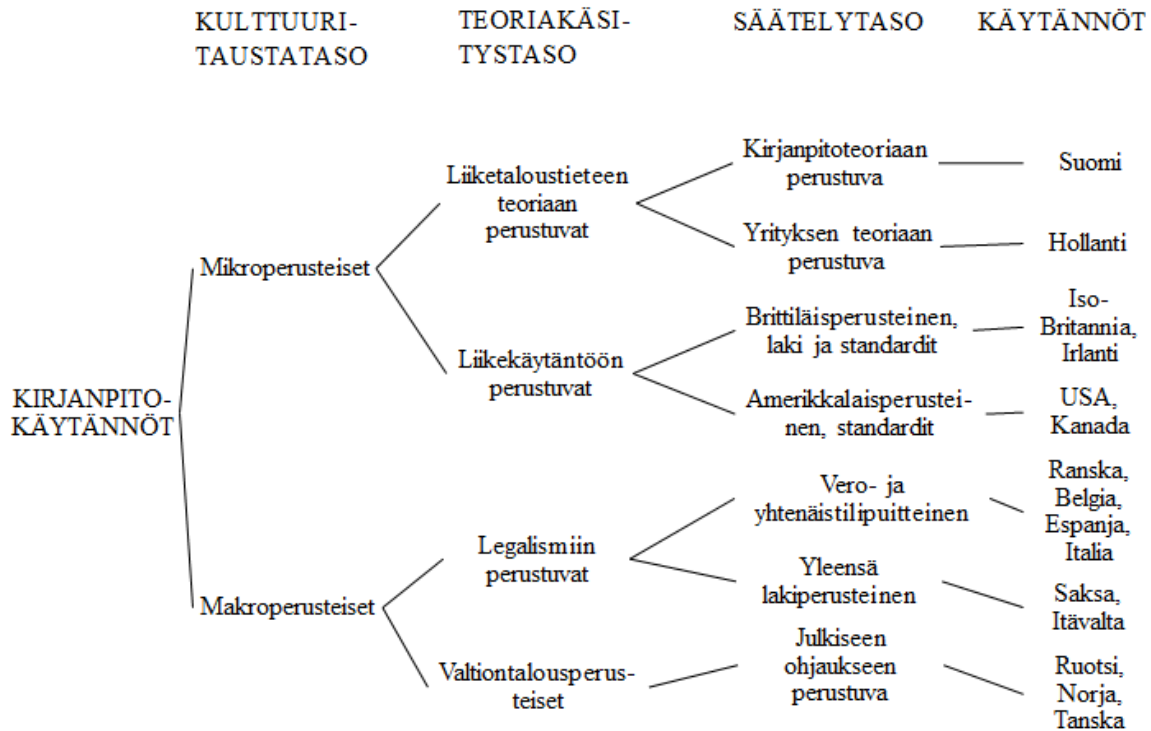 KULTTUURI-
TAUSTATASO
TEORIAKÄSI-
TYSTASO
SÄÄTELYTASO
KÄYTÄNNÖT
KIRJANPITO-
KÄYTÄNNÖT
Mikroperusteiset
Liiketaloustieteen
teoriaan
perustuvat
Kirjanpitoteoriaan
perustuva
Suomi
Yrityksen teoriaan
perustuva
Hollanti
Liikekäytäntöön
perustuvat
Brittiläisperusteinen,
laki ja standardit
Iso-
Britannia,
Irlanti
Amerikkalaisperustei-
nen, standardit
USA,
Kanada
Makroperusteiset
Legalismiin
perustuvat
Vero- ja
yhtenäistilipuitteinen
Ranska,
Belgia,
Espanja,
Italia
Yleensä
lakiperusteinen
Saksa,
Itävalta
Valtiontalousperus-
teiset
Julkiseen
ohjaukseen
perustuva
Ruotsi,
Norja,
Tanska